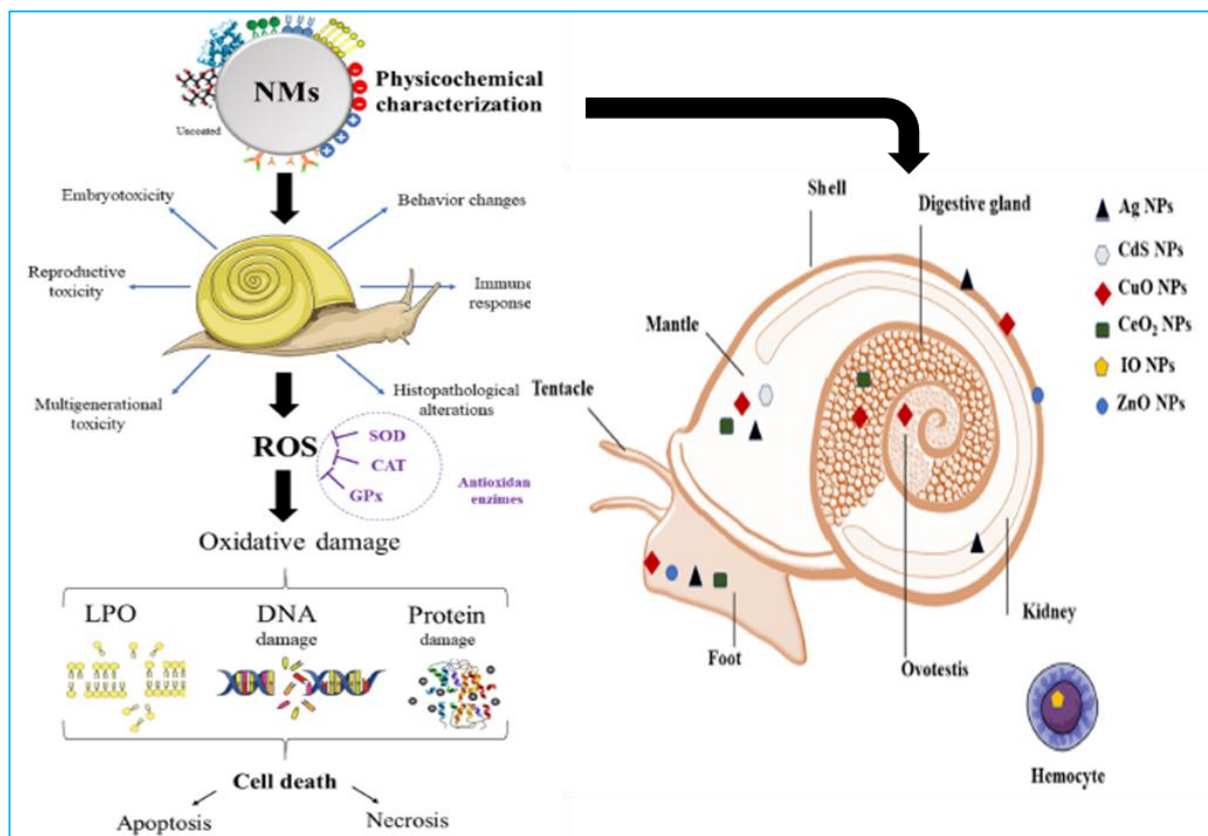 NMs
Physicochemical
characterization
Uncoated
Embryotoxicity
Behavior changes
Reproductive
toxicity
Immune
response
Multigenerational
toxicity
Histopathological
alterations
ROS
SOD
CAT
GPx
Antioxidan
enzimes
Oxidative damage
LPO
DNA
damage
Protein
damage
Cell death
Apoptosis
Necrosis
Shell
Digestive gland
Mantle
Tentacle
Foot
Ovotestis
Kidney
Hemocyte
Ag NPs
CdS NPs
CuO NPs
CeO₂ NPs
IO NPs
ZnO NPs